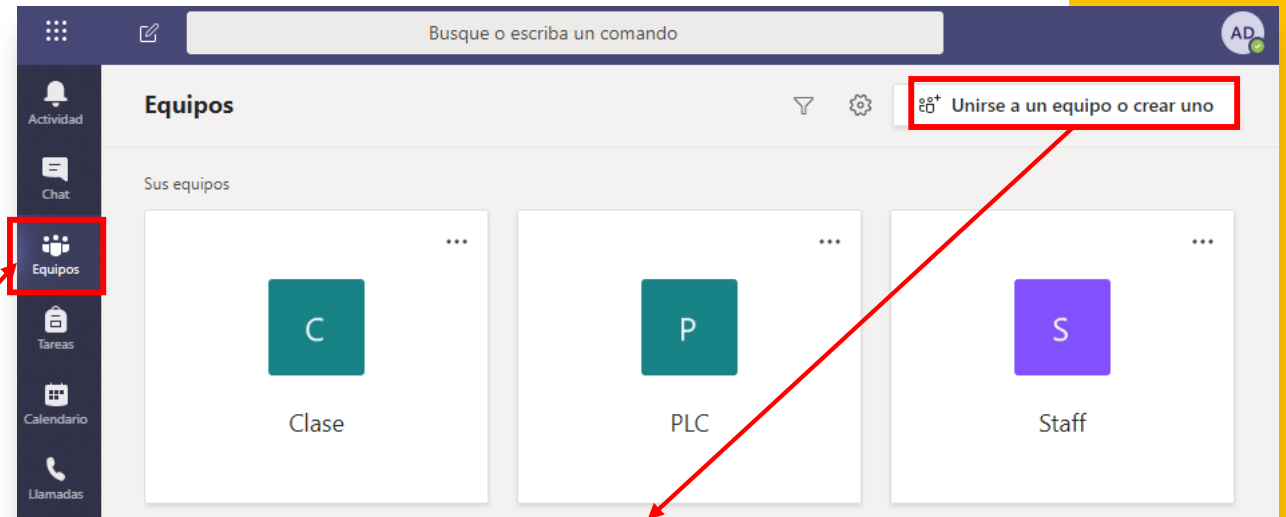 Busque o escriba un comando
AD
Actividad
Chat
Equipos
Tareas
Calendario
Llamadas
Equipos
Unirse a un equipo o crear uno
Sus equipos
C
Clase
P
PLC
S
Staff